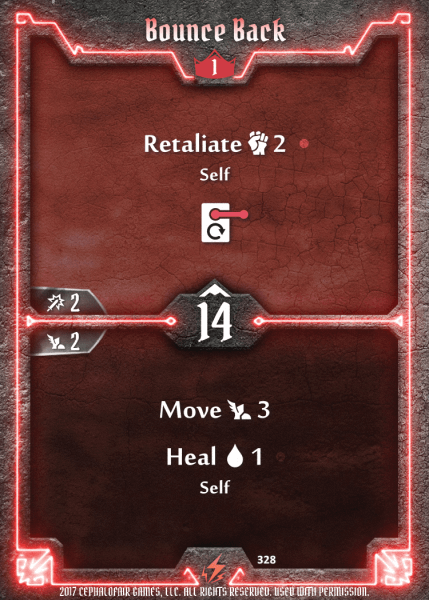 Bounce Back
1
Retaliate 2
Self
2
14
2
Move 3
Heal 1
Self
328
2017 CEPHALOFAIR GAMES, LLC. ALL RIGHTS RESERVED. USED WITH PERMISSION.